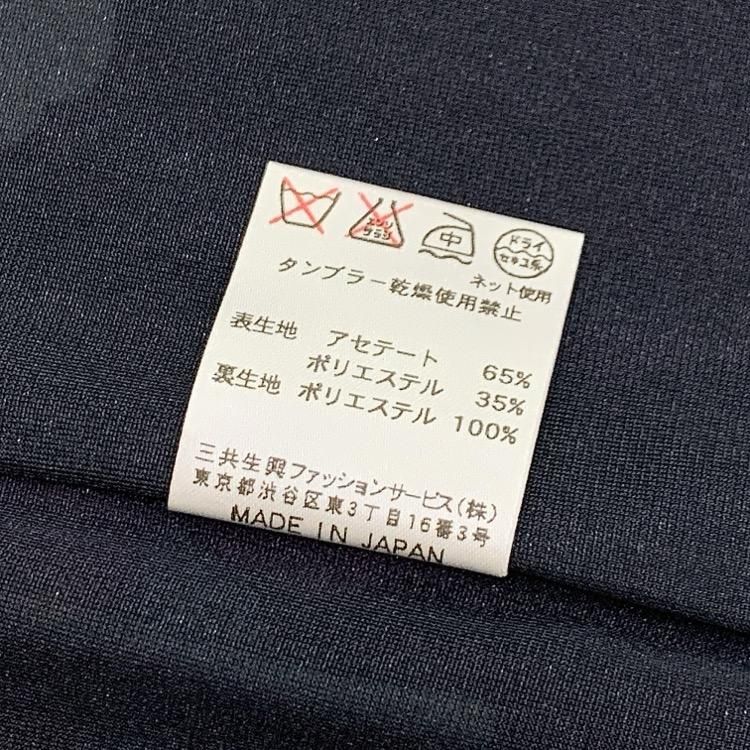 エンソ
サラシ
中
ドライ
セキユ系
ネット使用
タンブラー乾燥使用禁止
表生地 アセテート 65%
ポリエステル 35%
裏生地 ポリエステル 100%
三共生興ファッションサービス(株)
東京都渋谷区東3丁目16番3号
MADE IN JAPAN